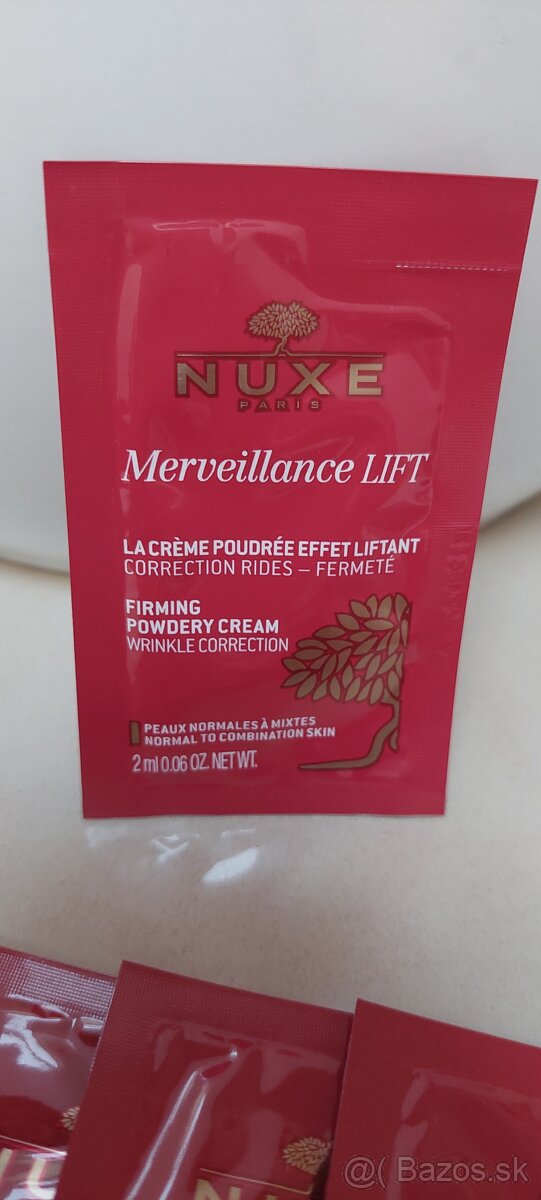 NUXE
PARIS
Merveillance LIFT
LA CRÈME POUDRÉE EFFET LIFTANT
CORRECTION RIDES – FERMETÉ
FIRMING
POWDERY CREAM
WRINKLE CORRECTION
PEAUX NORMALES À MIXTES
NORMAL TO COMBINATION SKIN
2 ml 0.06 OZ. NET WT.
@( Bazos.sk